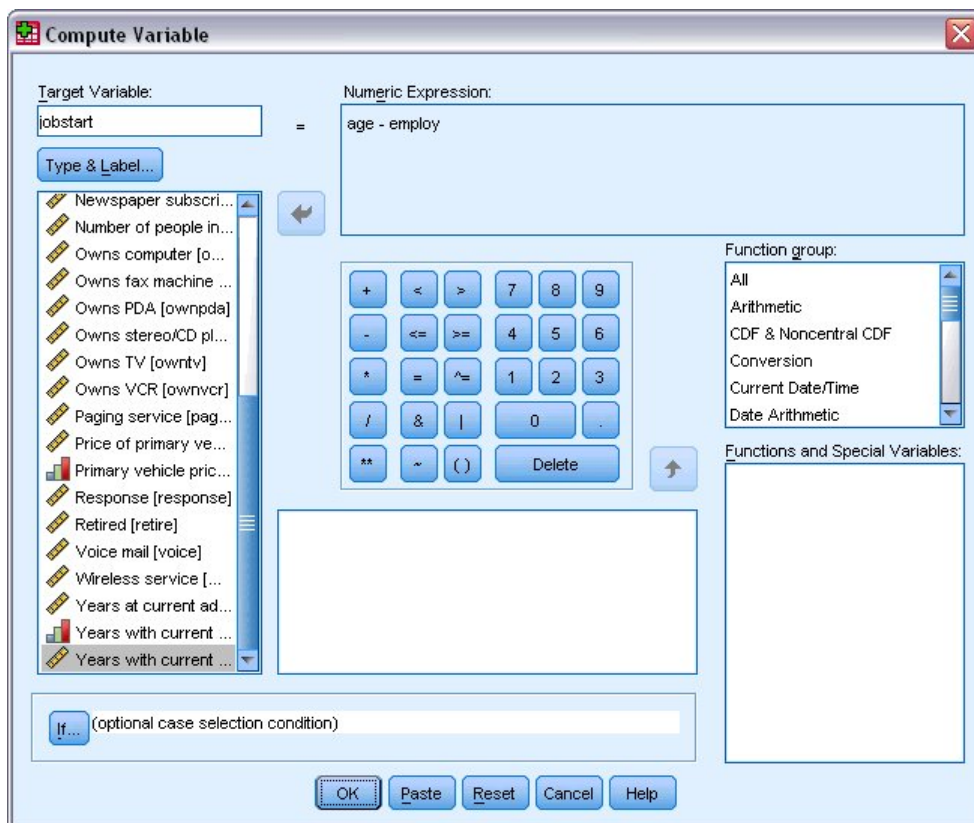 Compute Variable
Target Variable:
jobstart
=
Numeric Expression:
age - employ
Type & Label...
Newspaper subscri...
Number of people in...
Owns computer [o...
Owns fax machine ...
Owns PDA [ownpda]
Owns stereo/CD pl...
Owns TV [owntv]
Owns VCR [ownvcr]
Paging service [pag...
Price of primary ve...
Primary vehicle pric...
Response [response]
Retired [retire]
Voice mail [voice]
Wireless service [...
Years at current ad...
Years with current ...
Years with current ...
+ < > 7 8 9
- <= >= 4 5 6
* = ^= 1 2 3
/ & | 0 .
** ~ ( ) Delete
Function group:
All
Arithmetic
CDF & Noncentral CDF
Conversion
Current Date/Time
Date Arithmetic
Functions and Special Variables:
If... (optional case selection condition)
OK Paste Reset Cancel Help